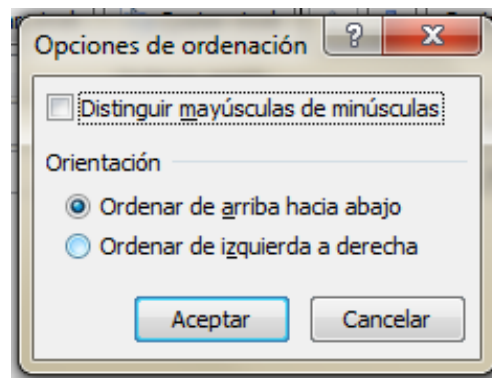 Opciones de ordenación
Distinguir mayúsculas de minúsculas
Orientación
Ordenar de arriba hacia abajo
Ordenar de izquierda a derecha
Aceptar Cancelar